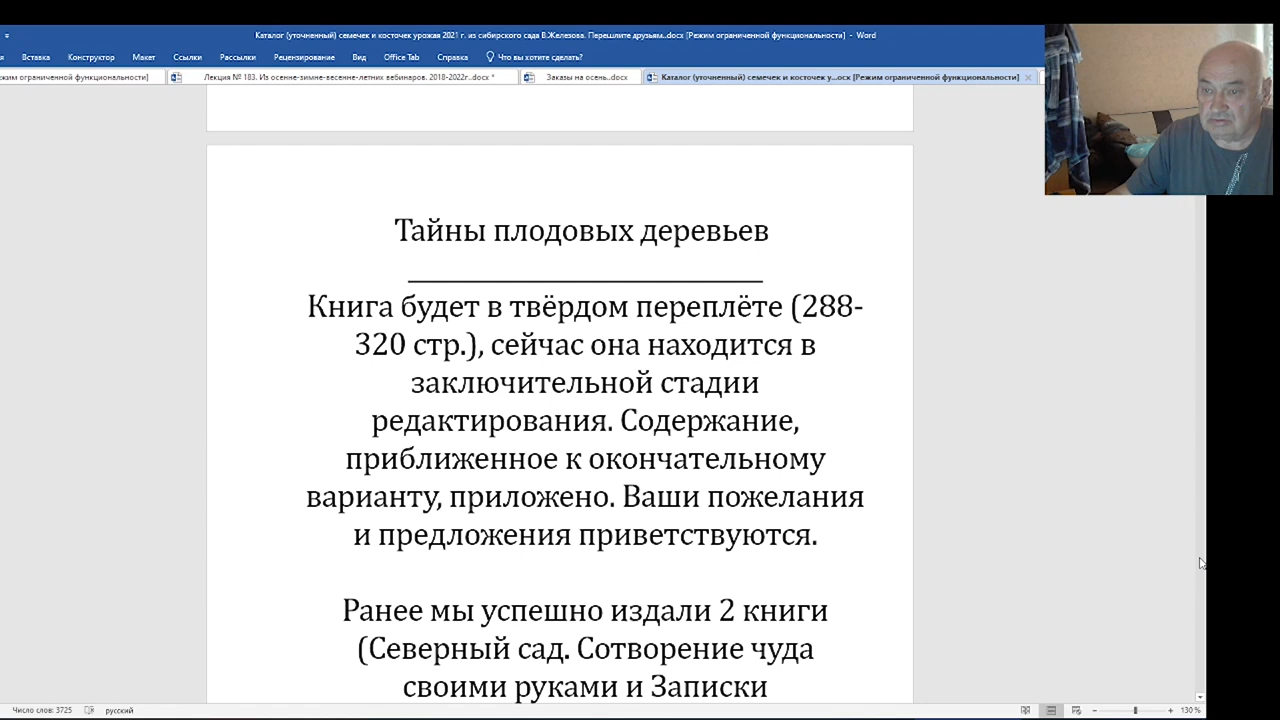 Каталог (уточненный) семечек и косточек урожая 2021 г. из сибирского сада В.Железова. Перешлите друзьям..docx [Режим ограниченной функциональности] - Word
Вставка Конструктор Макет Ссылки Рассылки Рецензирование Вид Office Tab Справка Что вы хотите сделать?
жим ограниченной функциональности] Лекция № 183. Из осенне-зимне-весенне-летних вебинаров. 2018-2022г..docx * Заказы на осень..docx Каталог (уточненный) семечек и косточек у...оск [Режим ограниченной функциональности]
Тайны плодовых деревьев
Книга будет в твёрдом переплёте (288-
320 стр.), сейчас она находится в
заключительной стадии
редактирования. Содержание,
приближенное к окончательному
варианту, приложено. Ваши пожелания
и предложения приветствуются.
Ранее мы успешно издали 2 книги
(Северный сад. Сотворение чуда
своими руками и Записки
Число слов: 3725 русский 130 %